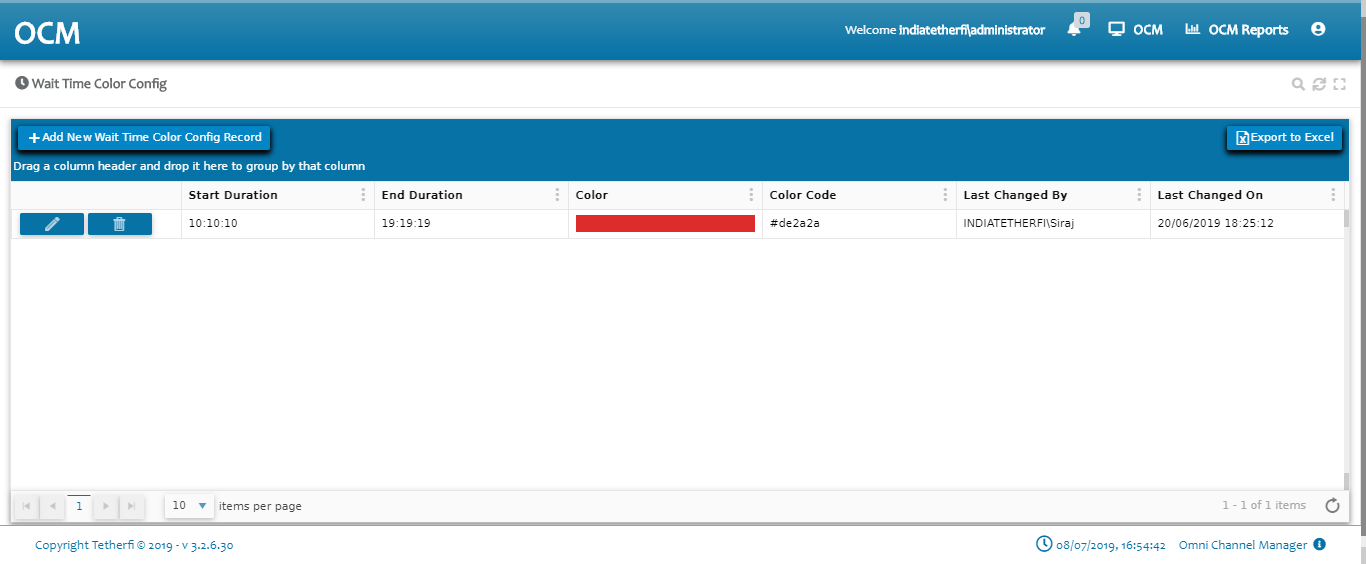 OCM
Welcome indiatetherfi\administrator 0 OCM OCM Reports
Wait Time Color Config
Add New Wait Time Color Config Record Export to Excel
Drag a column header and drop it here to group by that column
Start Duration End Duration Color Color Code Last Changed By Last Changed On
10:10:10 19:19:19 #de2a2a INDIATETHERFI\Siraj 20/06/2019 18:25:12
1 10 items per page 1 - 1 of 1 items
Copyright Tetherfi © 2019 - v 3.2.6.30 08/07/2019, 16:54:42 Omni Channel Manager